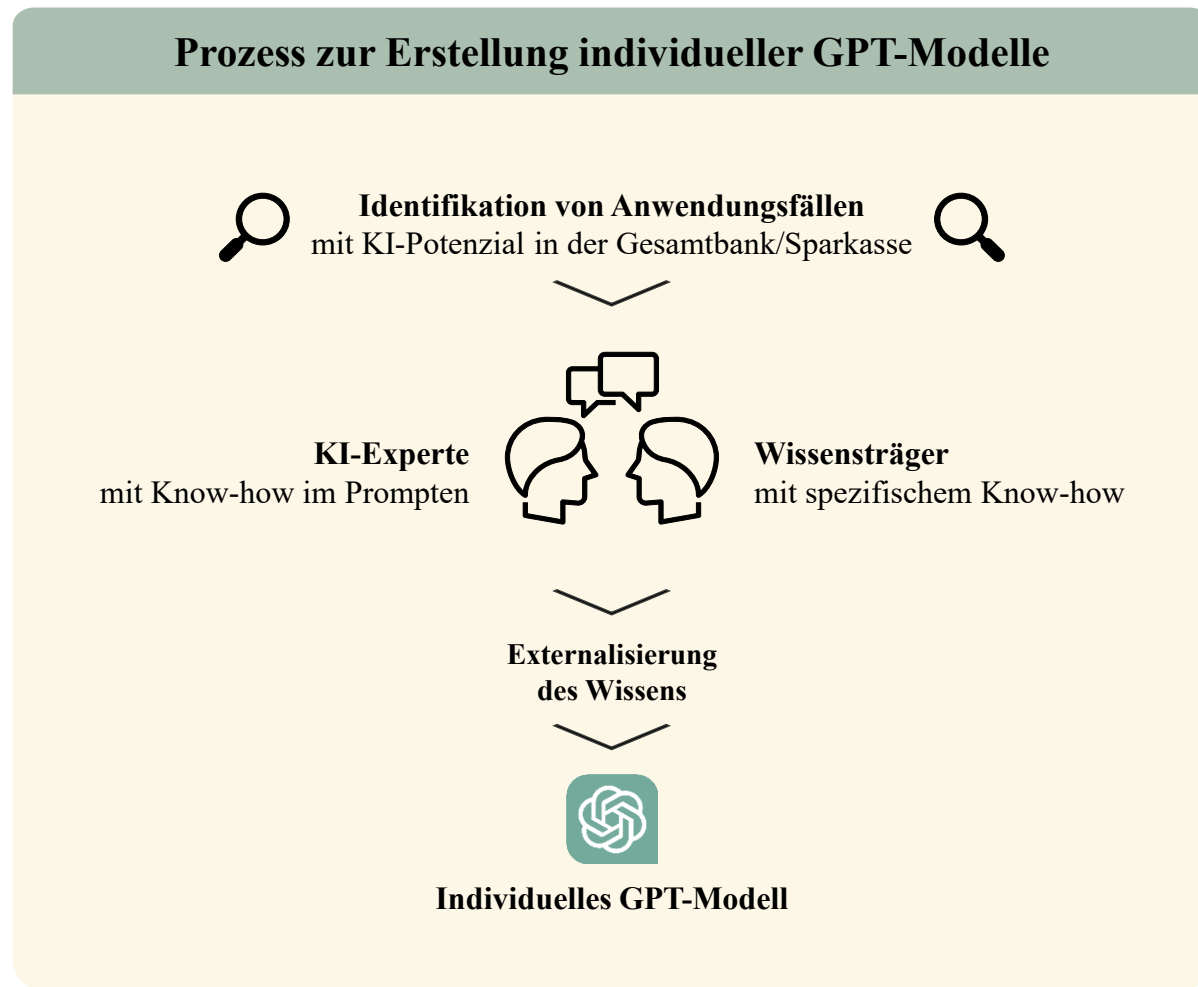 Prozess zur Erstellung individueller GPT-Modelle
Identifikation von Anwendungsfällen
mit KI-Potenzial in der Gesamtbank/Sparkasse
KI-Experte
mit Know-how im Prompten
Wissensträger
mit spezifischem Know-how
Externalisierung
des Wissens
Individuelles GPT-Modell